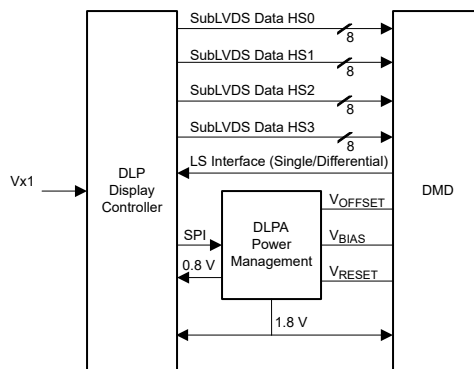 SubLVDS Data HS0
8
SubLVDS Data HS1
8
SubLVDS Data HS2
8
SubLVDS Data HS3
8
LS Interface (Single/Differential)
Vx1
DLP
Display
Controller
DMD
SPI
0.8 V
DLPA
Power
Management
VOFFSET
VBIAS
VRESET
1.8 V